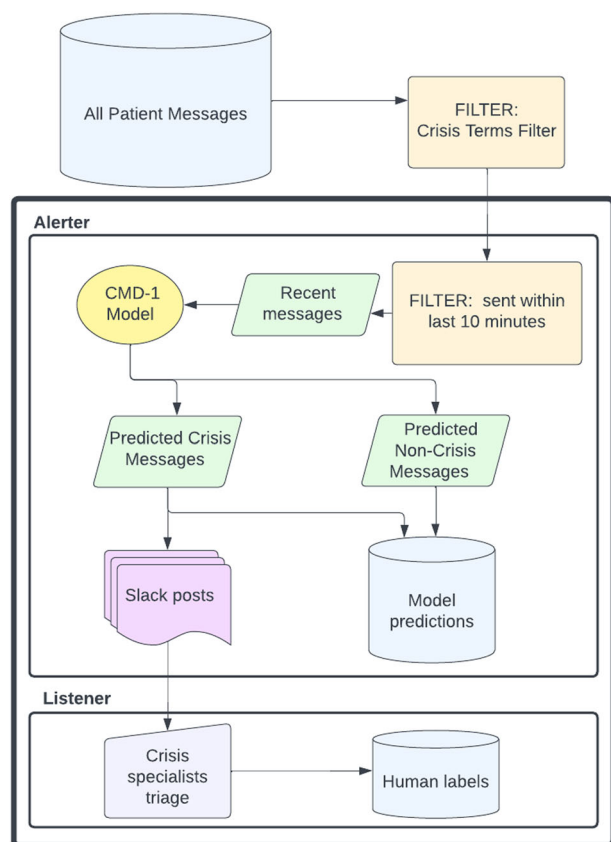 All Patient Messages
FILTER:
Crisis Terms Filter
Alerter
CMD-1
Model
Recent
messages
FILTER:  sent within
last 10 minutes
Predicted Crisis
Messages
Predicted
Non-Crisis
Messages
Slack posts
Model
predictions
Listener
Crisis
specialists
triage
Human labels